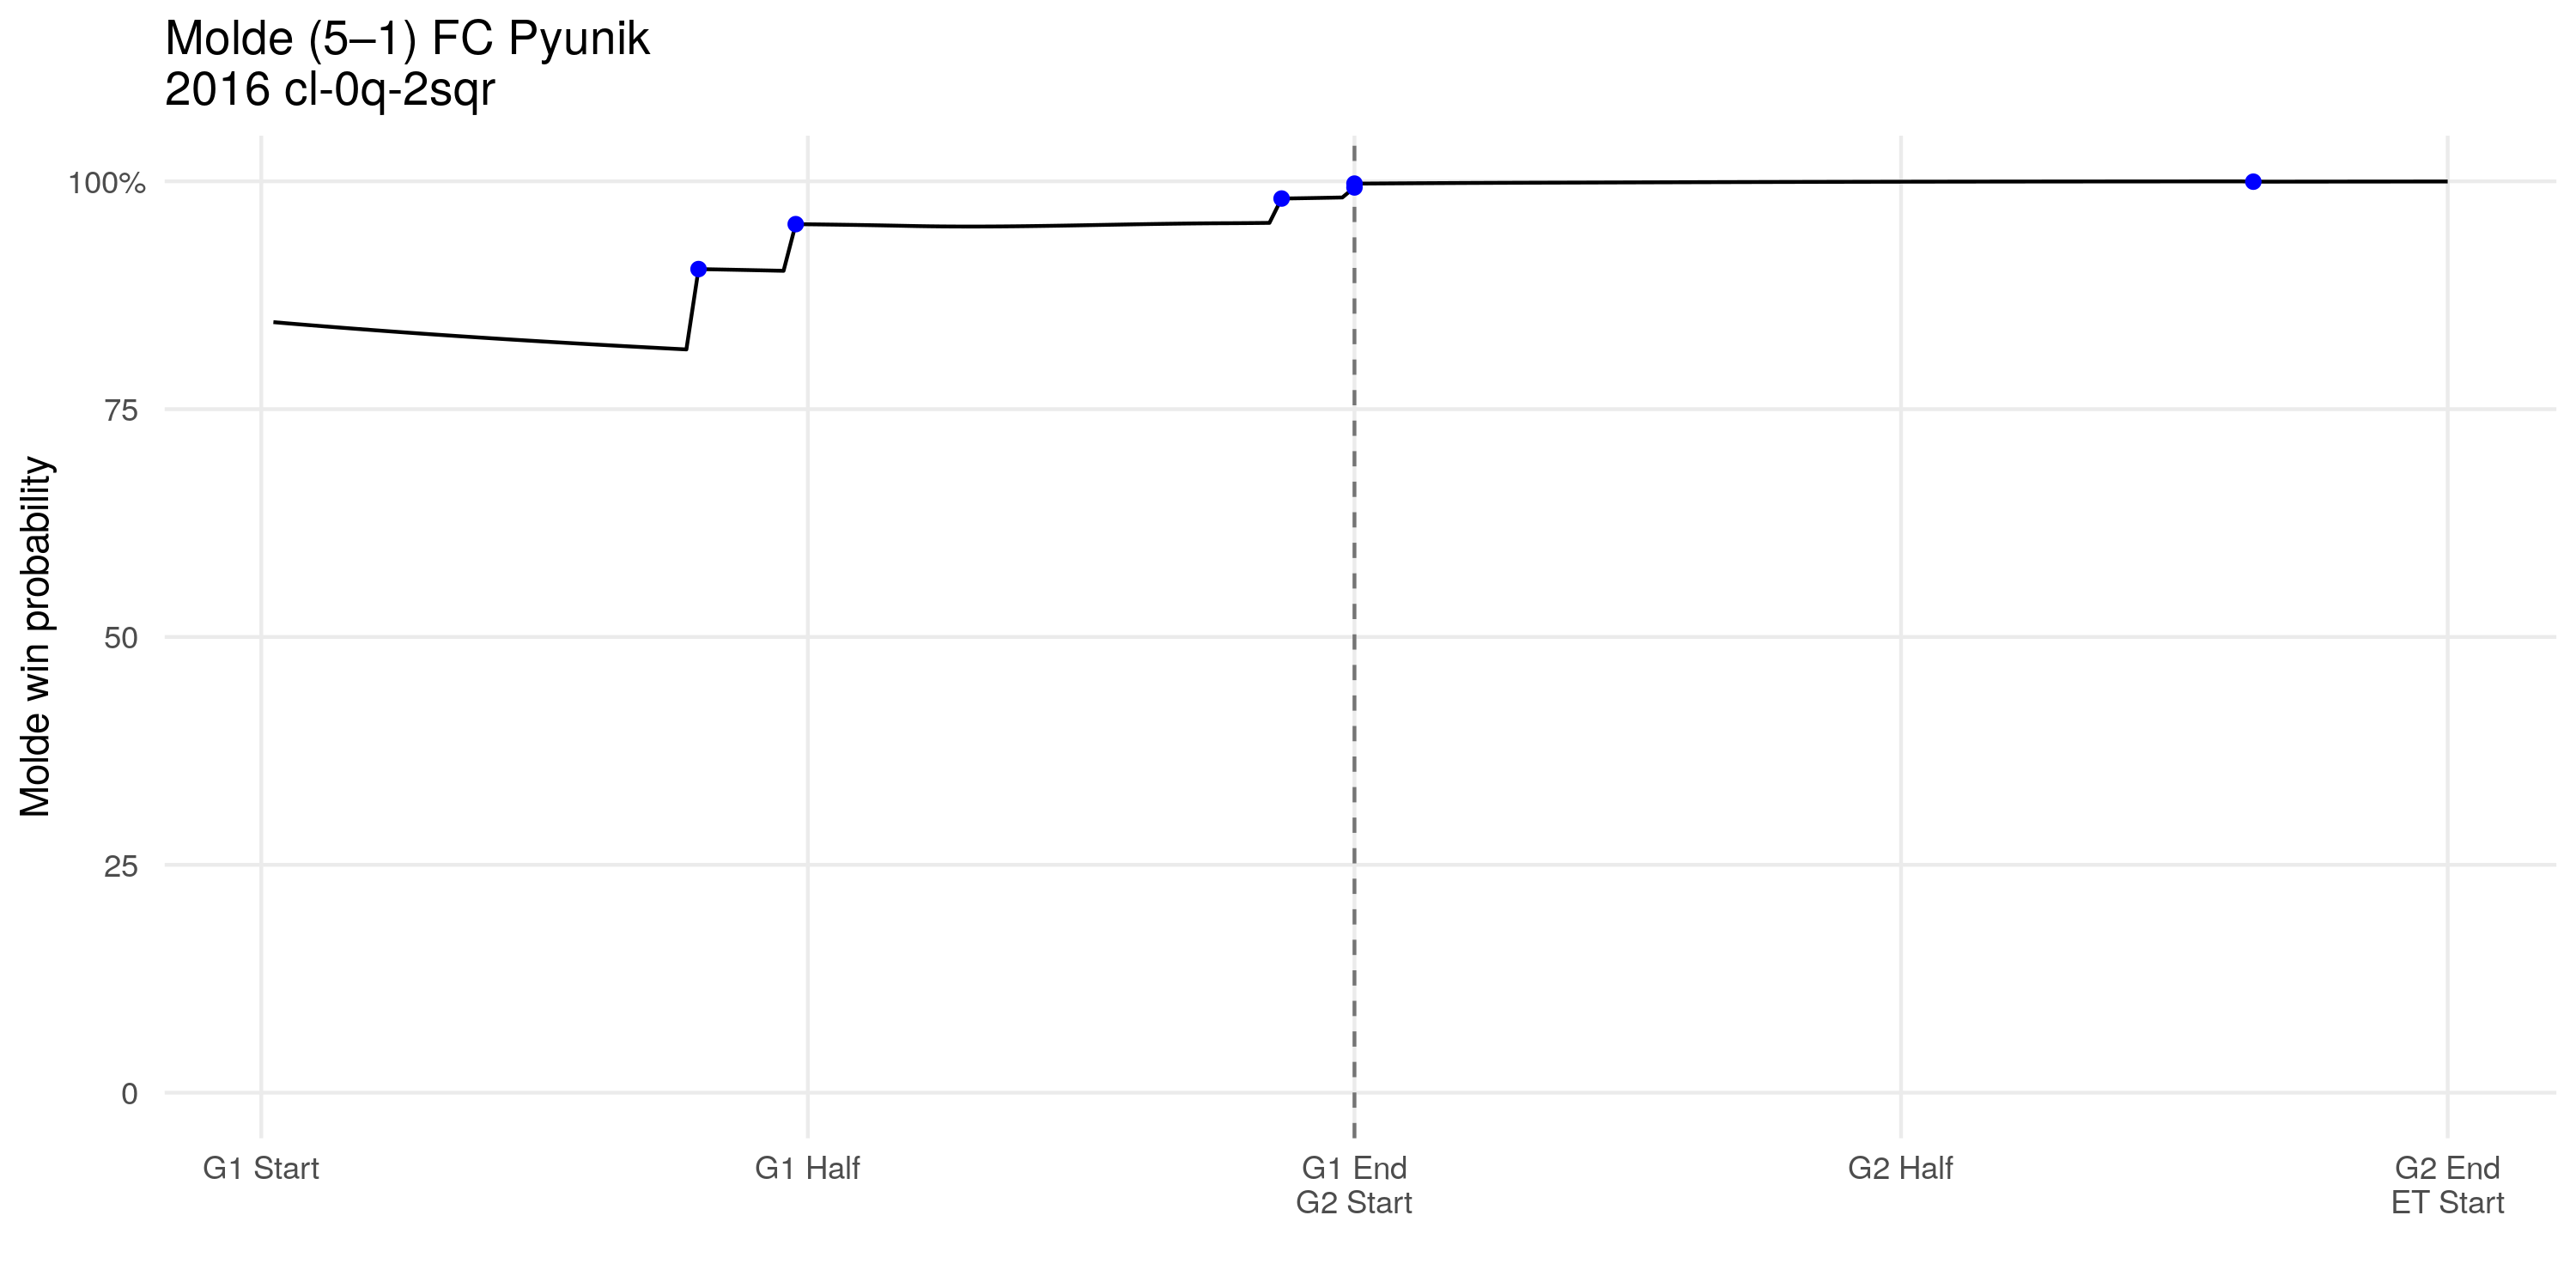 Molde (5–1) FC Pyunik
2016 cl-0q-2sqr
Molde win probability
100%
75
50
25
0
G1 Start
G1 Half
G1 End
G2 Start
G2 Half
G2 End
ET Start